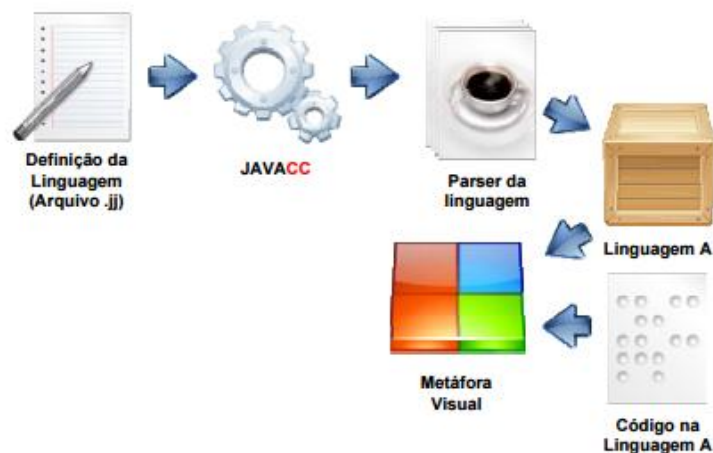 Definição da
Linguagem
(Arquivo .jj)
JAVACC
Parser da
linguagem
Linguagem A
Metáfora
Visual
Código na
Linguagem A